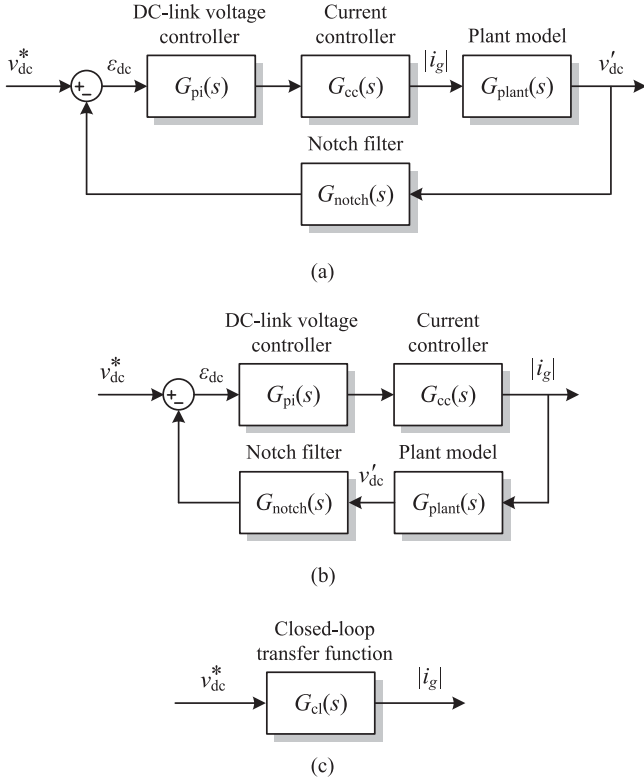 DC-link voltage controller
Current controller
Plant model
v*dc
εdc
Gpi(s)
Gcc(s)
|ig|
Gplant(s)
v′dc
+
−
Notch filter
Gnotch(s)
(a)
DC-link voltage controller
Current controller
v*dc
εdc
Gpi(s)
Gcc(s)
|ig|
+
−
Notch filter
Plant model
Gnotch(s)
v′dc
Gplant(s)
(b)
Closed-loop
transfer function
v*dc
Gcl(s)
|ig|
(c)